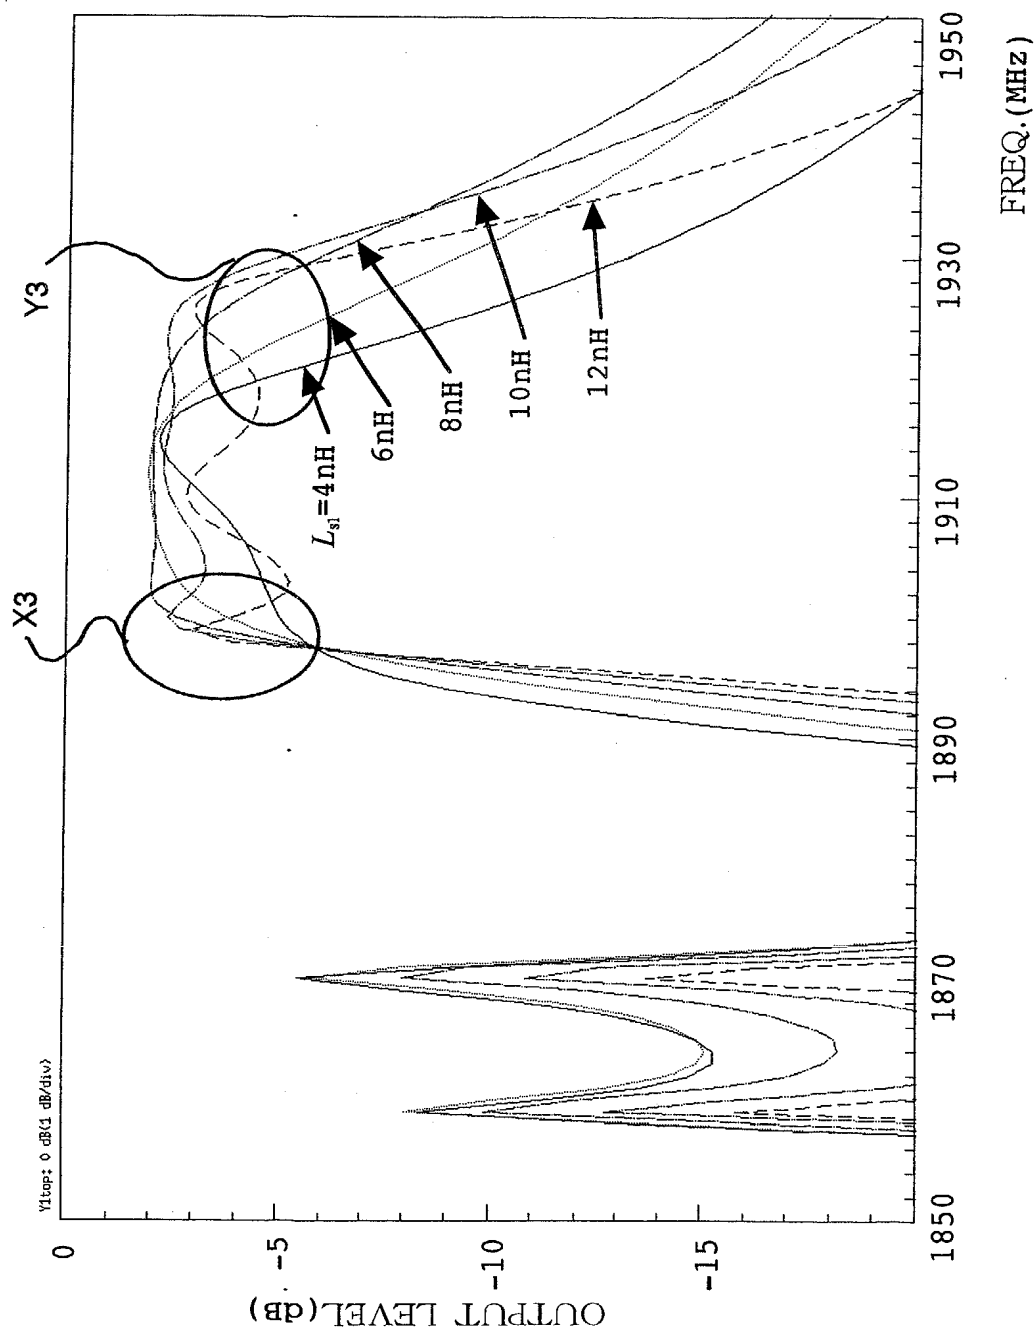 Y1top: 0 dB(1 dB/div)
X3
Y3
0
-5
-10
-15
OUTPUT LEVEL(dB)
Ls1=4nH
6nH
8nH
10nH
12nH
1850
1870
1890
1910
1930
1950
FREQ.(MHz)